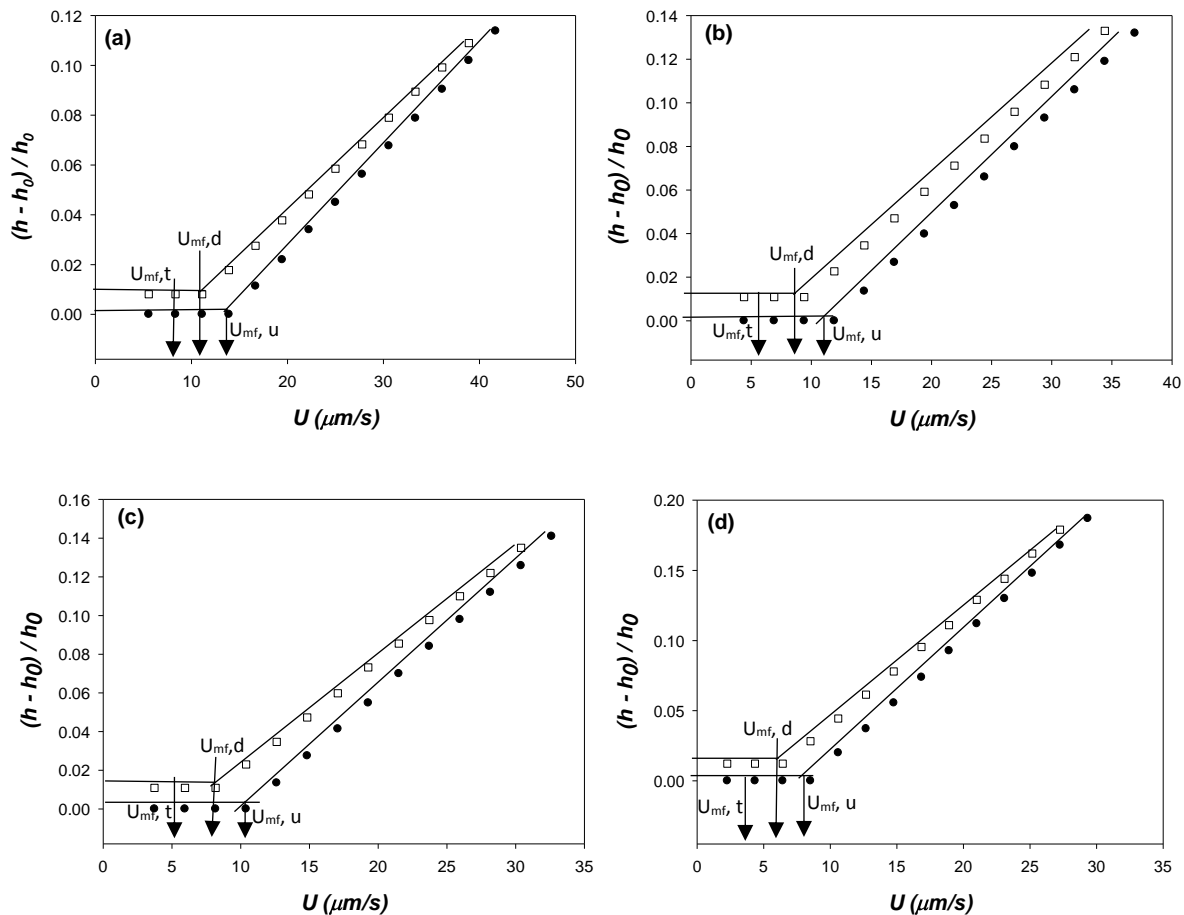 (a)
0.12
0.10
0.08
0.06
0.04
0.02
0.00
(h - h0) / h0
Umf,t
Umf,d
Umf, u
0 10 20 30 40 50
U (μm/s)
(b)
0.14
0.12
0.10
0.08
0.06
0.04
0.02
0.00
(h - h0) / h0
Umf,d
Umf,t
Umf, u
0 5 10 15 20 25 30 35 40
U (μm/s)
(c)
0.16
0.14
0.12
0.10
0.08
0.06
0.04
0.02
0.00
(h - h0) / h0
Umf,d
Umf, t
Umf, u
0 5 10 15 20 25 30 35
U (μm/s)
(d)
0.20
0.15
0.10
0.05
0.00
(h - h0) / h0
Umf,d
Umf, t
Umf, u
0 5 10 15 20 25 30 35
U (μm/s)